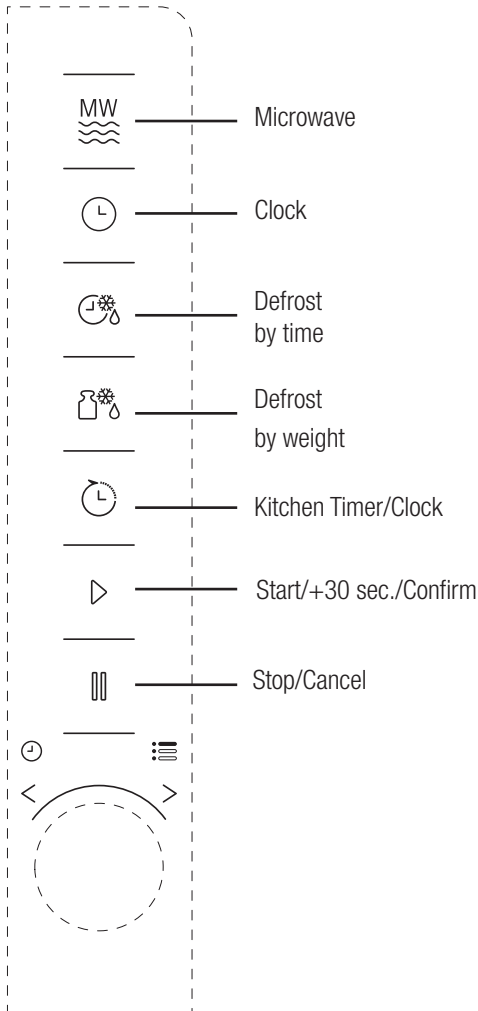 MW
Microwave
Clock
Defrost
by time
Defrost
by weight
Kitchen Timer/Clock
Start/+30 sec./Confirm
Stop/Cancel